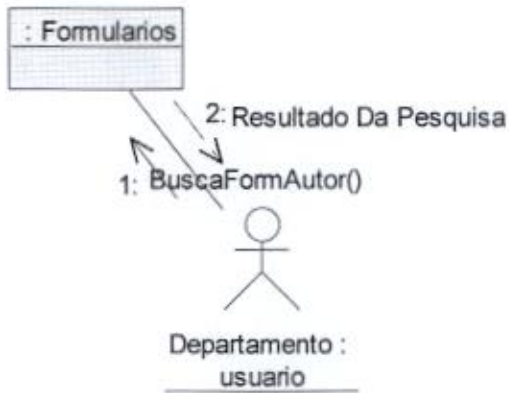 : Formularios
2: Resultado Da Pesquisa
1: BuscaFormAutor()
Departamento :
usuario